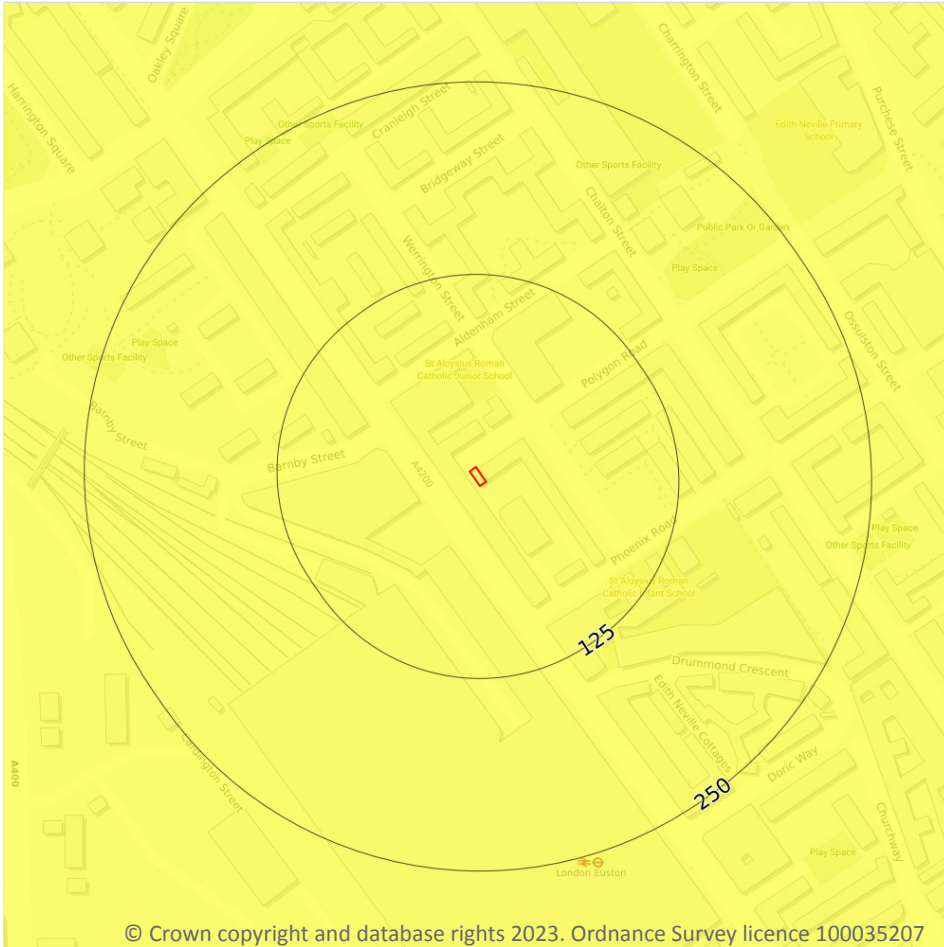 Oakley Square
Charrington Street
Harrington Square
Purchese Street
Cranleigh Street
Other Sports Facility
Play Space
Edith Neville Primary
School
Bridgeway Street
Other Sports Facility
Chalton Street
Public Park Or Garden
Werrington Street
Play Space
Aldenham Street
Ossulston Street
Play Space
Other Sports Facility
St Aloysius Roman
Catholic Junior School
Polygon Road
Barnby Street
Barnby Street
A4200
Phoenix Road
Play Space
Other Sports Facility
St Aloysius Roman
Catholic Infant School
125
Drummond Crescent
Edith Neville Cottages
Cardington Street
A400
Doric Way
250
Churchway
Play Space
London Euston
© Crown copyright and database rights 2023. Ordnance Survey licence 100035207